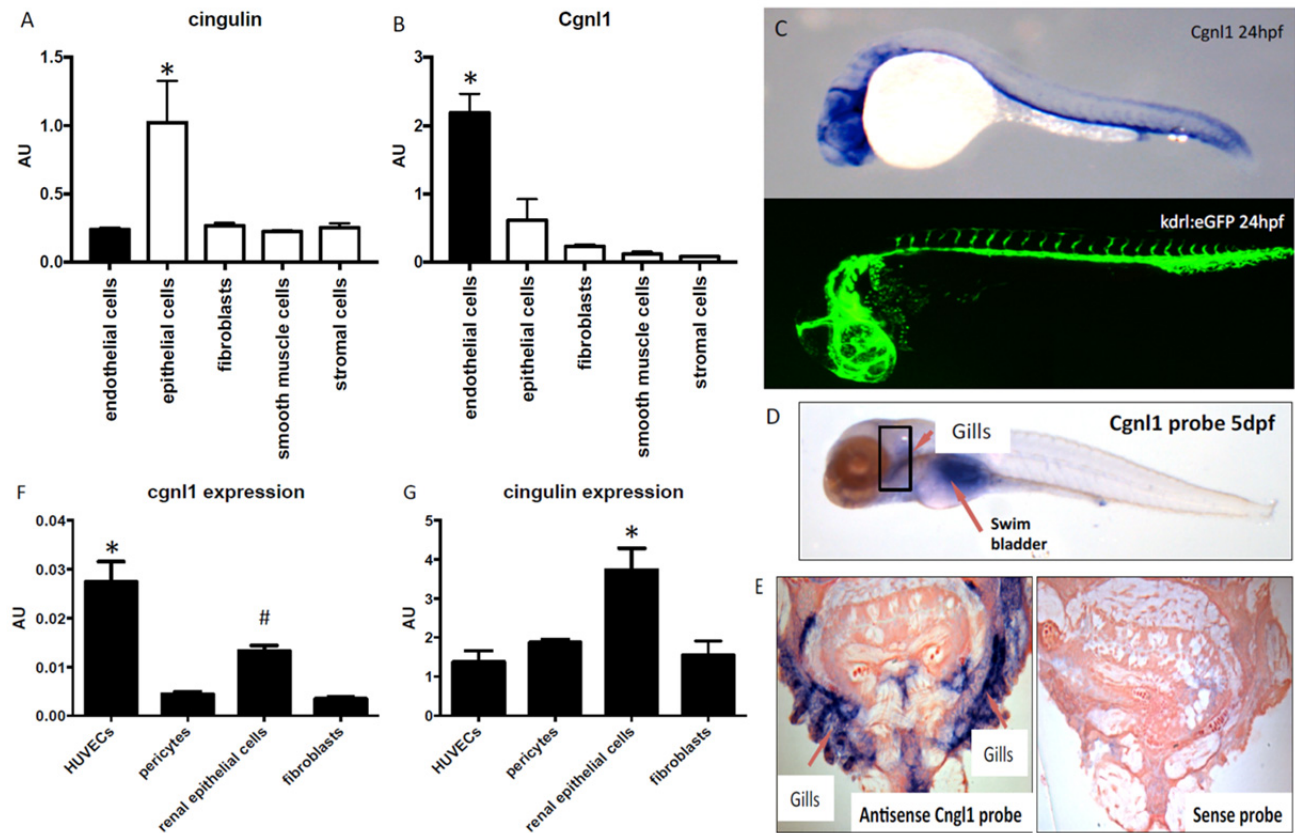 A
cingulin
1.5
1.0
0.5
0.0
AU
*
endothelial cells
epithelial cells
fibroblasts
smooth muscle cells
stromal cells
B
Cgnl1
3
2
1
0
AU
*
endothelial cells
epithelial cells
fibroblasts
smooth muscle cells
stromal cells
C
Cgnl1 24hpf
kdrl:eGFP 24hpf
D
Cgnl1 probe 5dpf
Gills
Swim
bladder
F
cgnl1 expression
0.04
0.03
0.02
0.01
0.00
AU
*
#
HUVECs
pericytes
renal epithelial cells
fibroblasts
G
cingulin expression
5
4
3
2
1
0
AU
*
HUVECs
pericytes
renal epithelial cells
fibroblasts
E
Gills
Gills
Antisense Cngl1 probe
Sense probe